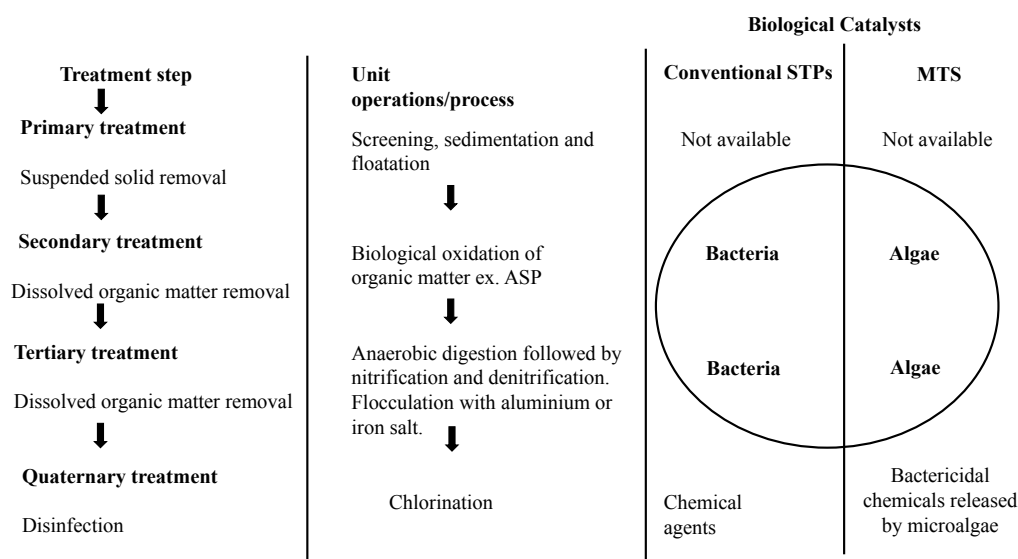 Biological Catalysts
Treatment step
Unit
operations/process
Conventional STPs
MTS
Primary treatment
Suspended solid removal
Screening, sedimentation and
floatation
Not available
Not available
Secondary treatment
Dissolved organic matter removal
Biological oxidation of
organic matter ex. ASP
Bacteria
Algae
Tertiary treatment
Dissolved organic matter removal
Anaerobic digestion followed by
nitrification and denitrification.
Flocculation with aluminium or
iron salt.
Bacteria
Algae
Quaternary treatment
Disinfection
Chlorination
Chemical
agents
Bactericidal
chemicals released
by microalgae